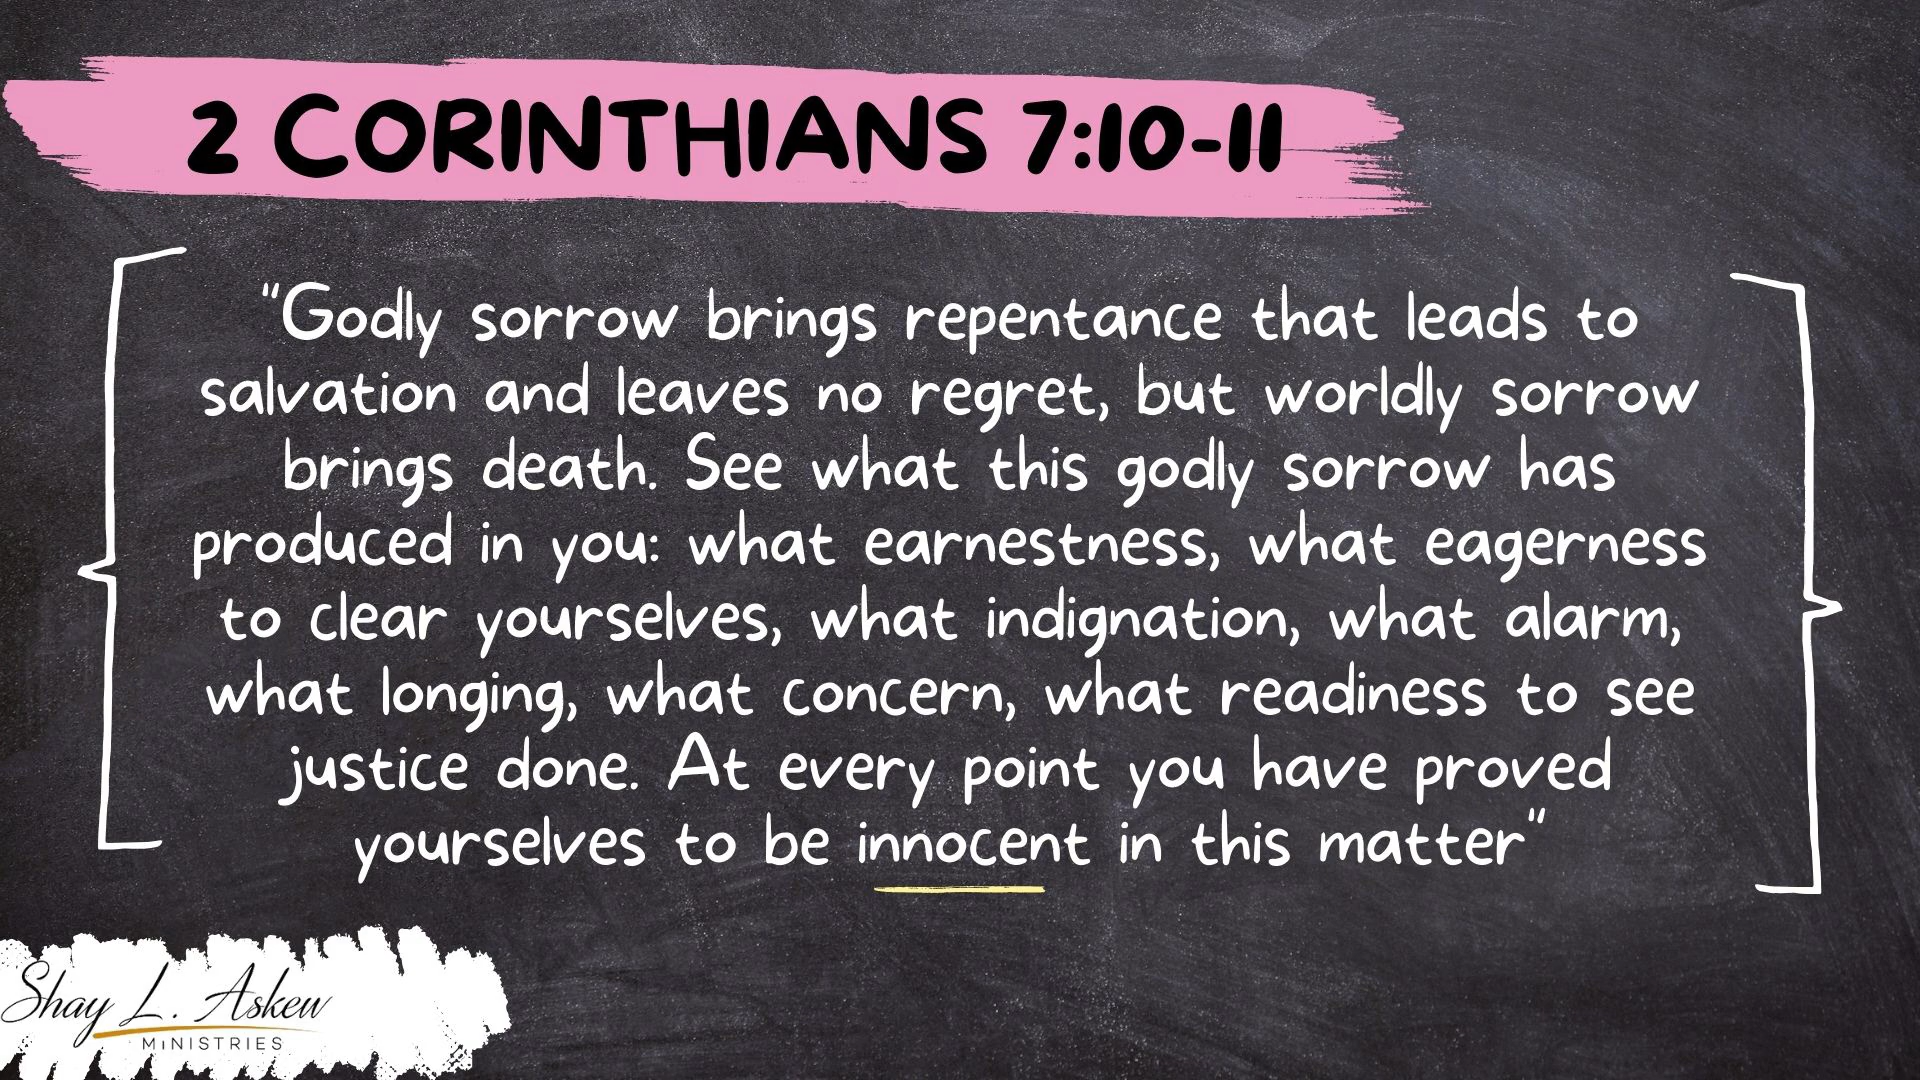 2 CORINTHIANS 7:10-11
"Godly sorrow brings repentance that leads to
salvation and leaves no regret, but worldly sorrow
brings death. See what this godly sorrow has
produced in you: what earnestness, what eagerness
to clear yourselves, what indignation, what alarm,
what longing, what concern, what readiness to see
justice done. At every point you have proved
yourselves to be innocent in this matter"
Shay L. Askew
MINISTRIES